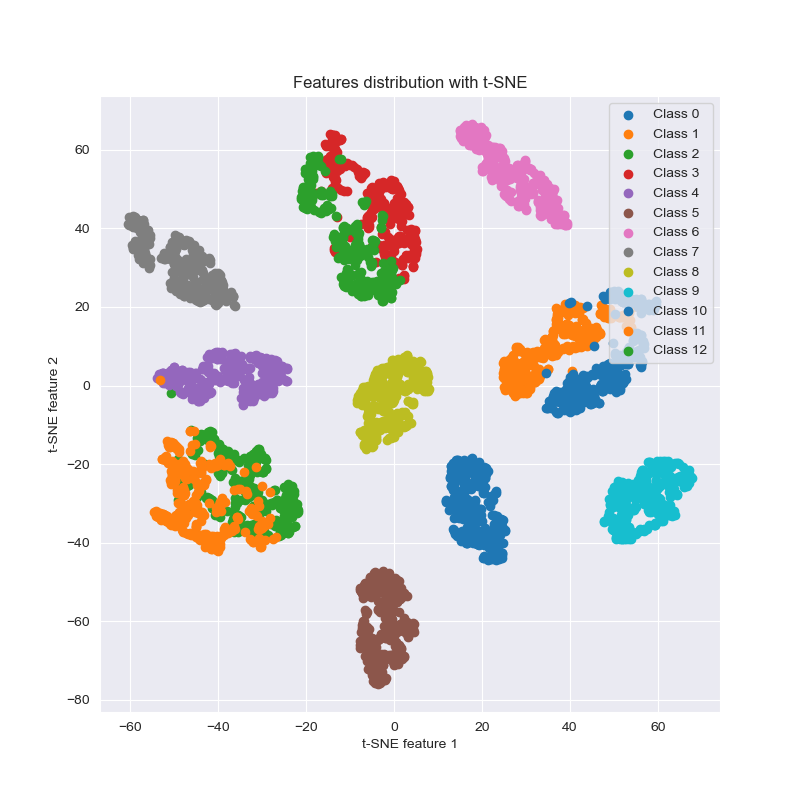 Features distribution with t-SNE
Class 0
Class 1
Class 2
Class 3
Class 4
Class 5
Class 6
Class 7
Class 8
Class 9
Class 10
Class 11
Class 12
60
40
20
0
−20
−40
−60
−80
t-SNE feature 2
−60 −40 −20 0 20 40 60
t-SNE feature 1